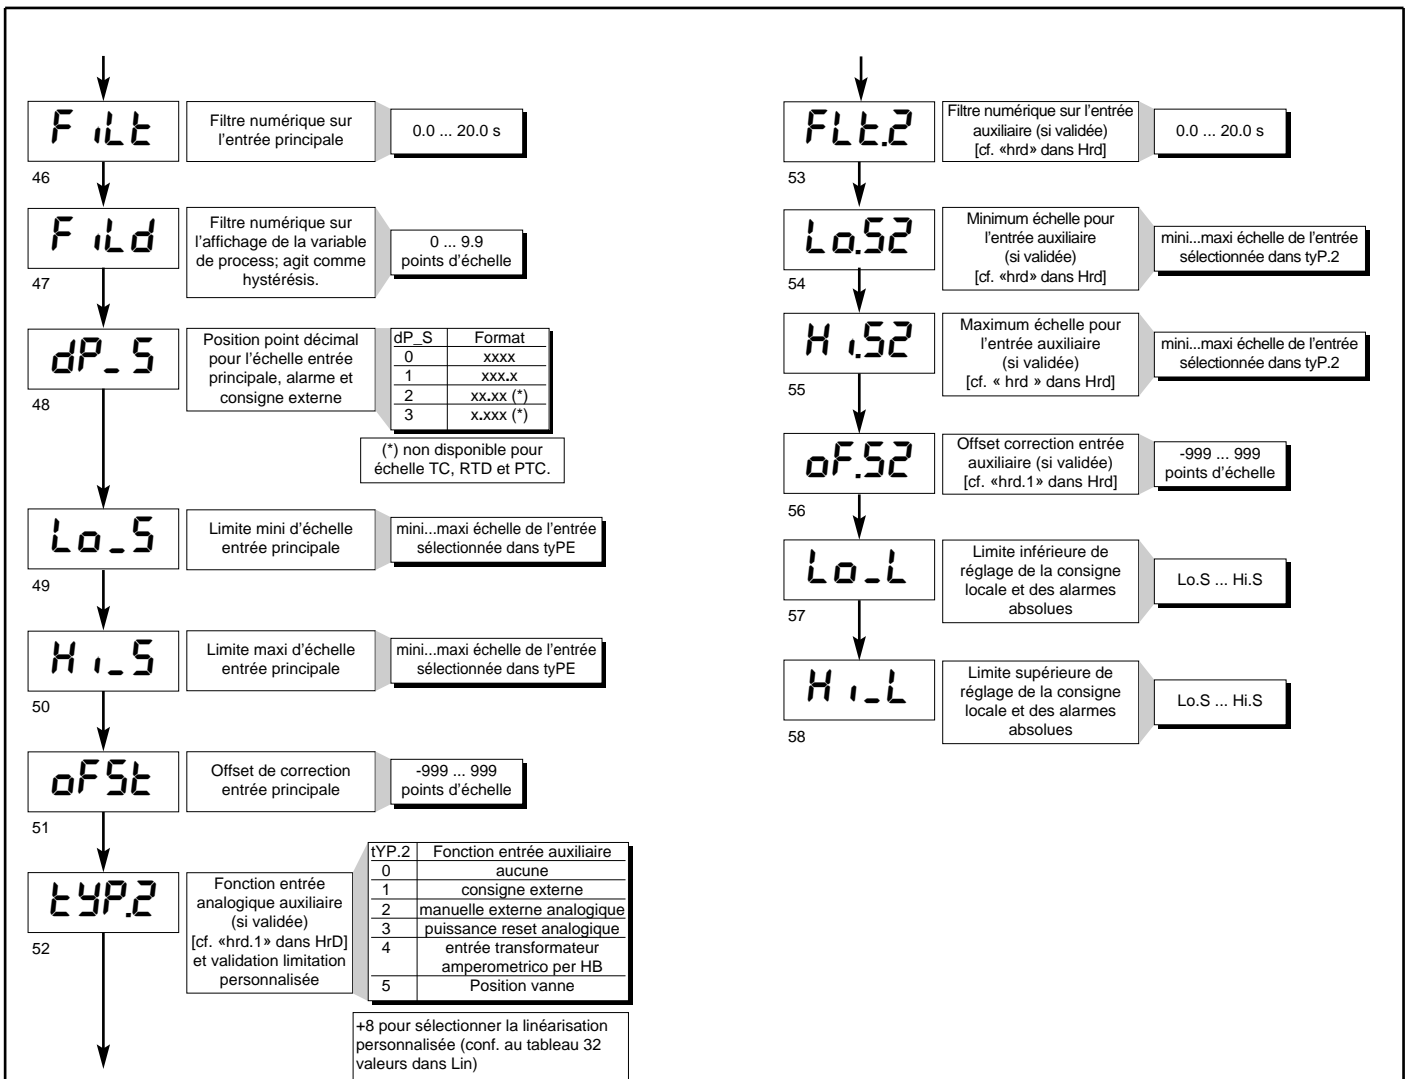 FiLt
Filtre numérique sur
l'entrée principale
0.0 ... 20.0 s
46
FiLd
Filtre numérique sur
l'affichage de la variable
de process; agit comme
hystérésis.
0 ... 9.9
points d'échelle
47
dP_S
Position point décimal
pour l'échelle entrée
principale, alarme et
consigne externe
dP_S Format
0 xxxx
1 xxx.x
2 xx.xx (*)
3 x.xxx (*)
48
(*) non disponible pour
échelle TC, RTD et PTC.
Lo_S
Limite mini d'échelle
entrée principale
mini...maxi échelle de l'entrée
sélectionnée dans tyPE
49
Hi_S
Limite maxi d'échelle
entrée principale
mini...maxi échelle de l'entrée
sélectionnée dans tyPE
50
oFSt
Offset de correction
entrée principale
-999 ... 999
points d'échelle
51
tYP.2
Fonction entrée
analogique auxiliaire
(si validée)
[cf. «hrd.1» dans HrD]
et validation limitation
personnalisée
tYP.2 Fonction entrée auxiliaire
0 aucune
1 consigne externe
2 manuelle externe analogique
3 puissance reset analogique
4 entrée transformateur
amperometrico per HB
5 Position vanne
52
+8 pour sélectionner la linéarisation
personnalisée (conf. au tableau 32
valeurs dans Lin)
FLt.2
Filtre numérique sur l'entrée
auxiliaire (si validée)
[cf. «hrd» dans Hrd]
0.0 ... 20.0 s
53
Lo.S2
Minimum échelle pour
l'entrée auxiliaire
(si validée)
[cf. «hrd» dans Hrd]
mini...maxi échelle de l'entrée
sélectionnée dans tyP.2
54
Hi.S2
Maximum échelle pour
l'entrée auxiliaire
(si validée)
[cf. « hrd » dans Hrd]
mini...maxi échelle de l'entrée
sélectionnée dans tyP.2
55
oF.S2
Offset correction entrée
auxiliaire (si validée)
[cf. «hrd.1» dans Hrd]
-999 ... 999
points d'échelle
56
Lo_L
Limite inférieure de
réglage de la consigne
locale et des alarmes
absolues
Lo.S ... Hi.S
57
Hi_L
Limite supérieure de
réglage de la consigne
locale et des alarmes
absolues
Lo.S ... Hi.S
58